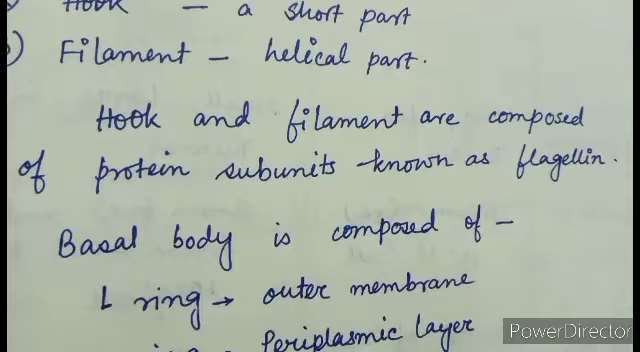 Hook - a short part
) Filament - helical part.
Hook and filament are composed
of protein subunits known as flagellin.
Basal body is composed of -
L ring → outer membrane
Periplasmic layer
PowerDirector